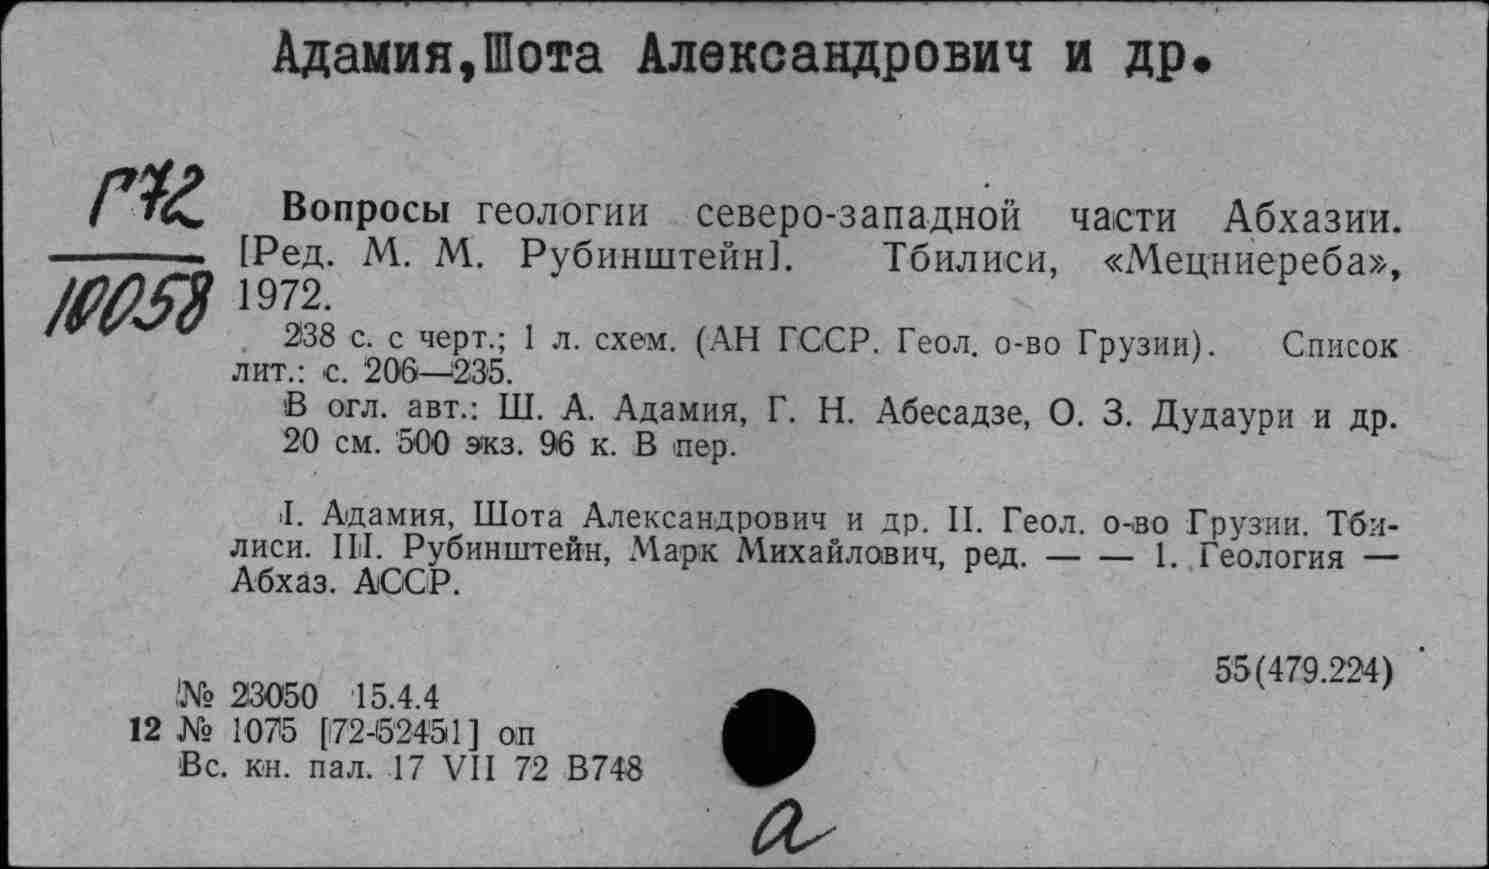 Адамия,Шота Александрович и др.
Г72
10058
Вопросы геологии северо-западной части Абхазии.
[Ред. М. М. Рубинштейн]. Тбилиси, «Мецниереба»,
1972.
238 с. с черт.; 1 л. схем. (АН ГССР. Геол. о-во Грузии). Список
лит.: с. 206—235.
В огл. авт.: Ш. А. Адамия, Г. Н. Абесадзе, О. З. Дудаури и др.
20 см. 500 экз. 96 к. В пер.
I. Адамия, Шота Александрович и др. II. Геол. о-во Грузии. Тби-
лиси. III. Рубинштейн, Марк Михайлович, ред. — — 1. Геология —
Абхаз. АССР.
55(479.224)
№ 23050 15.4.4
12 № 1075 [72-52451] оп
Вс. кн. пал. 17 VII 72 В748
а